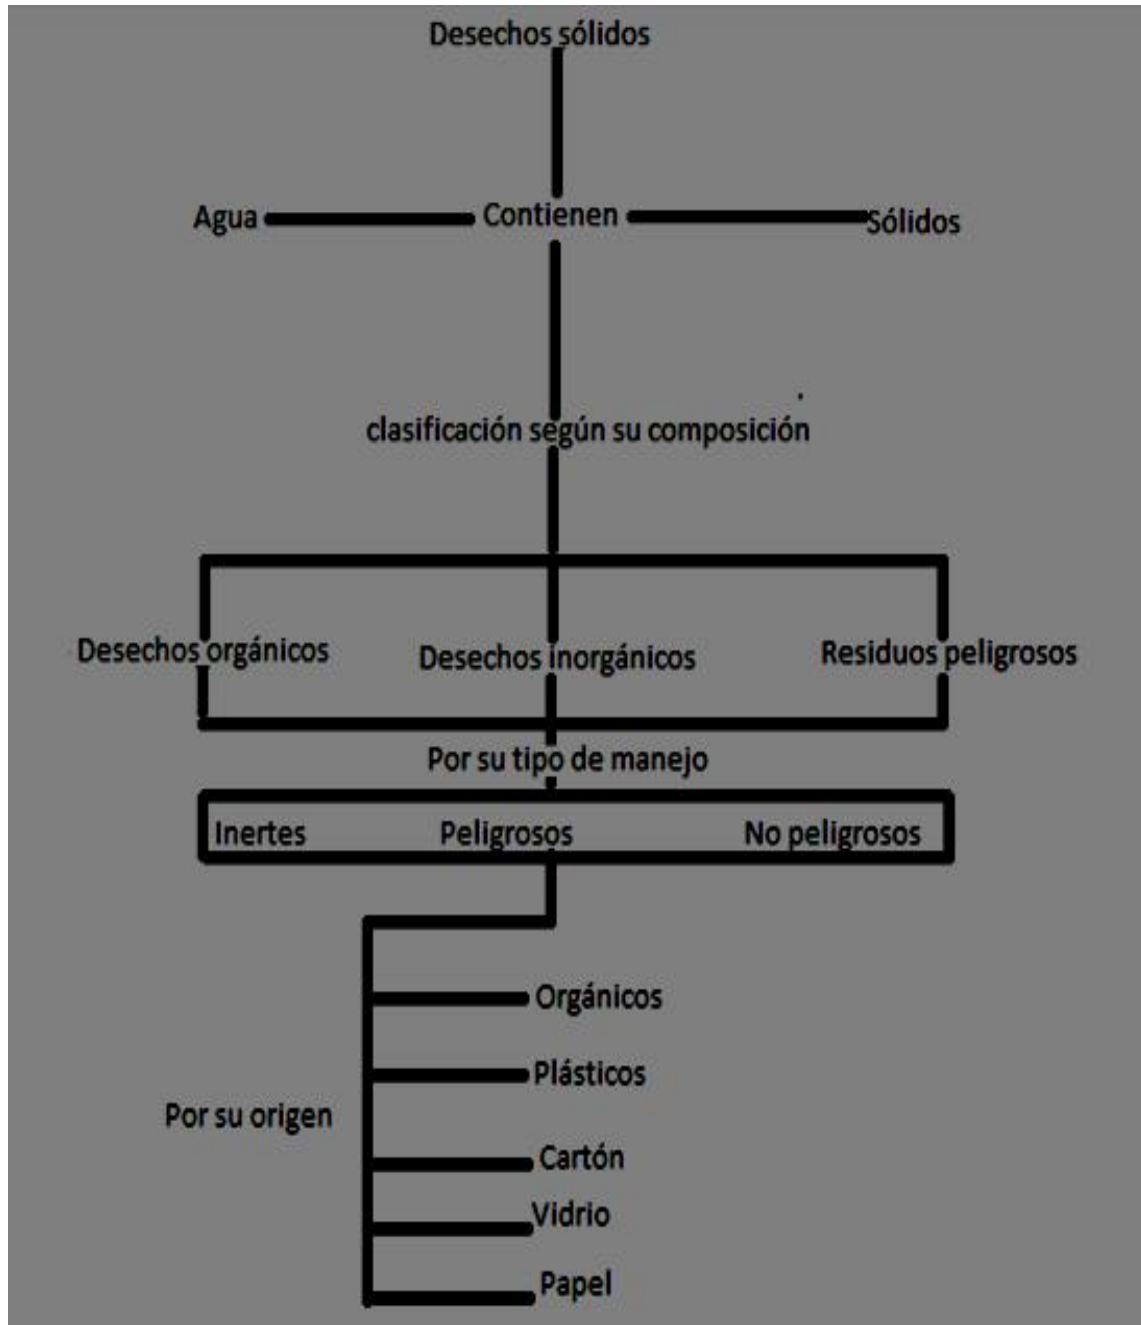 Desechos sólidos
Agua
Contienen
Sólidos
clasificación según su composición
Desechos orgánicos
Desechos inorgánicos
Residuos peligrosos
Por su tipo de manejo
Inertes
Peligrosos
No peligrosos
Por su origen
Orgánicos
Plásticos
Cartón
Vidrio
Papel